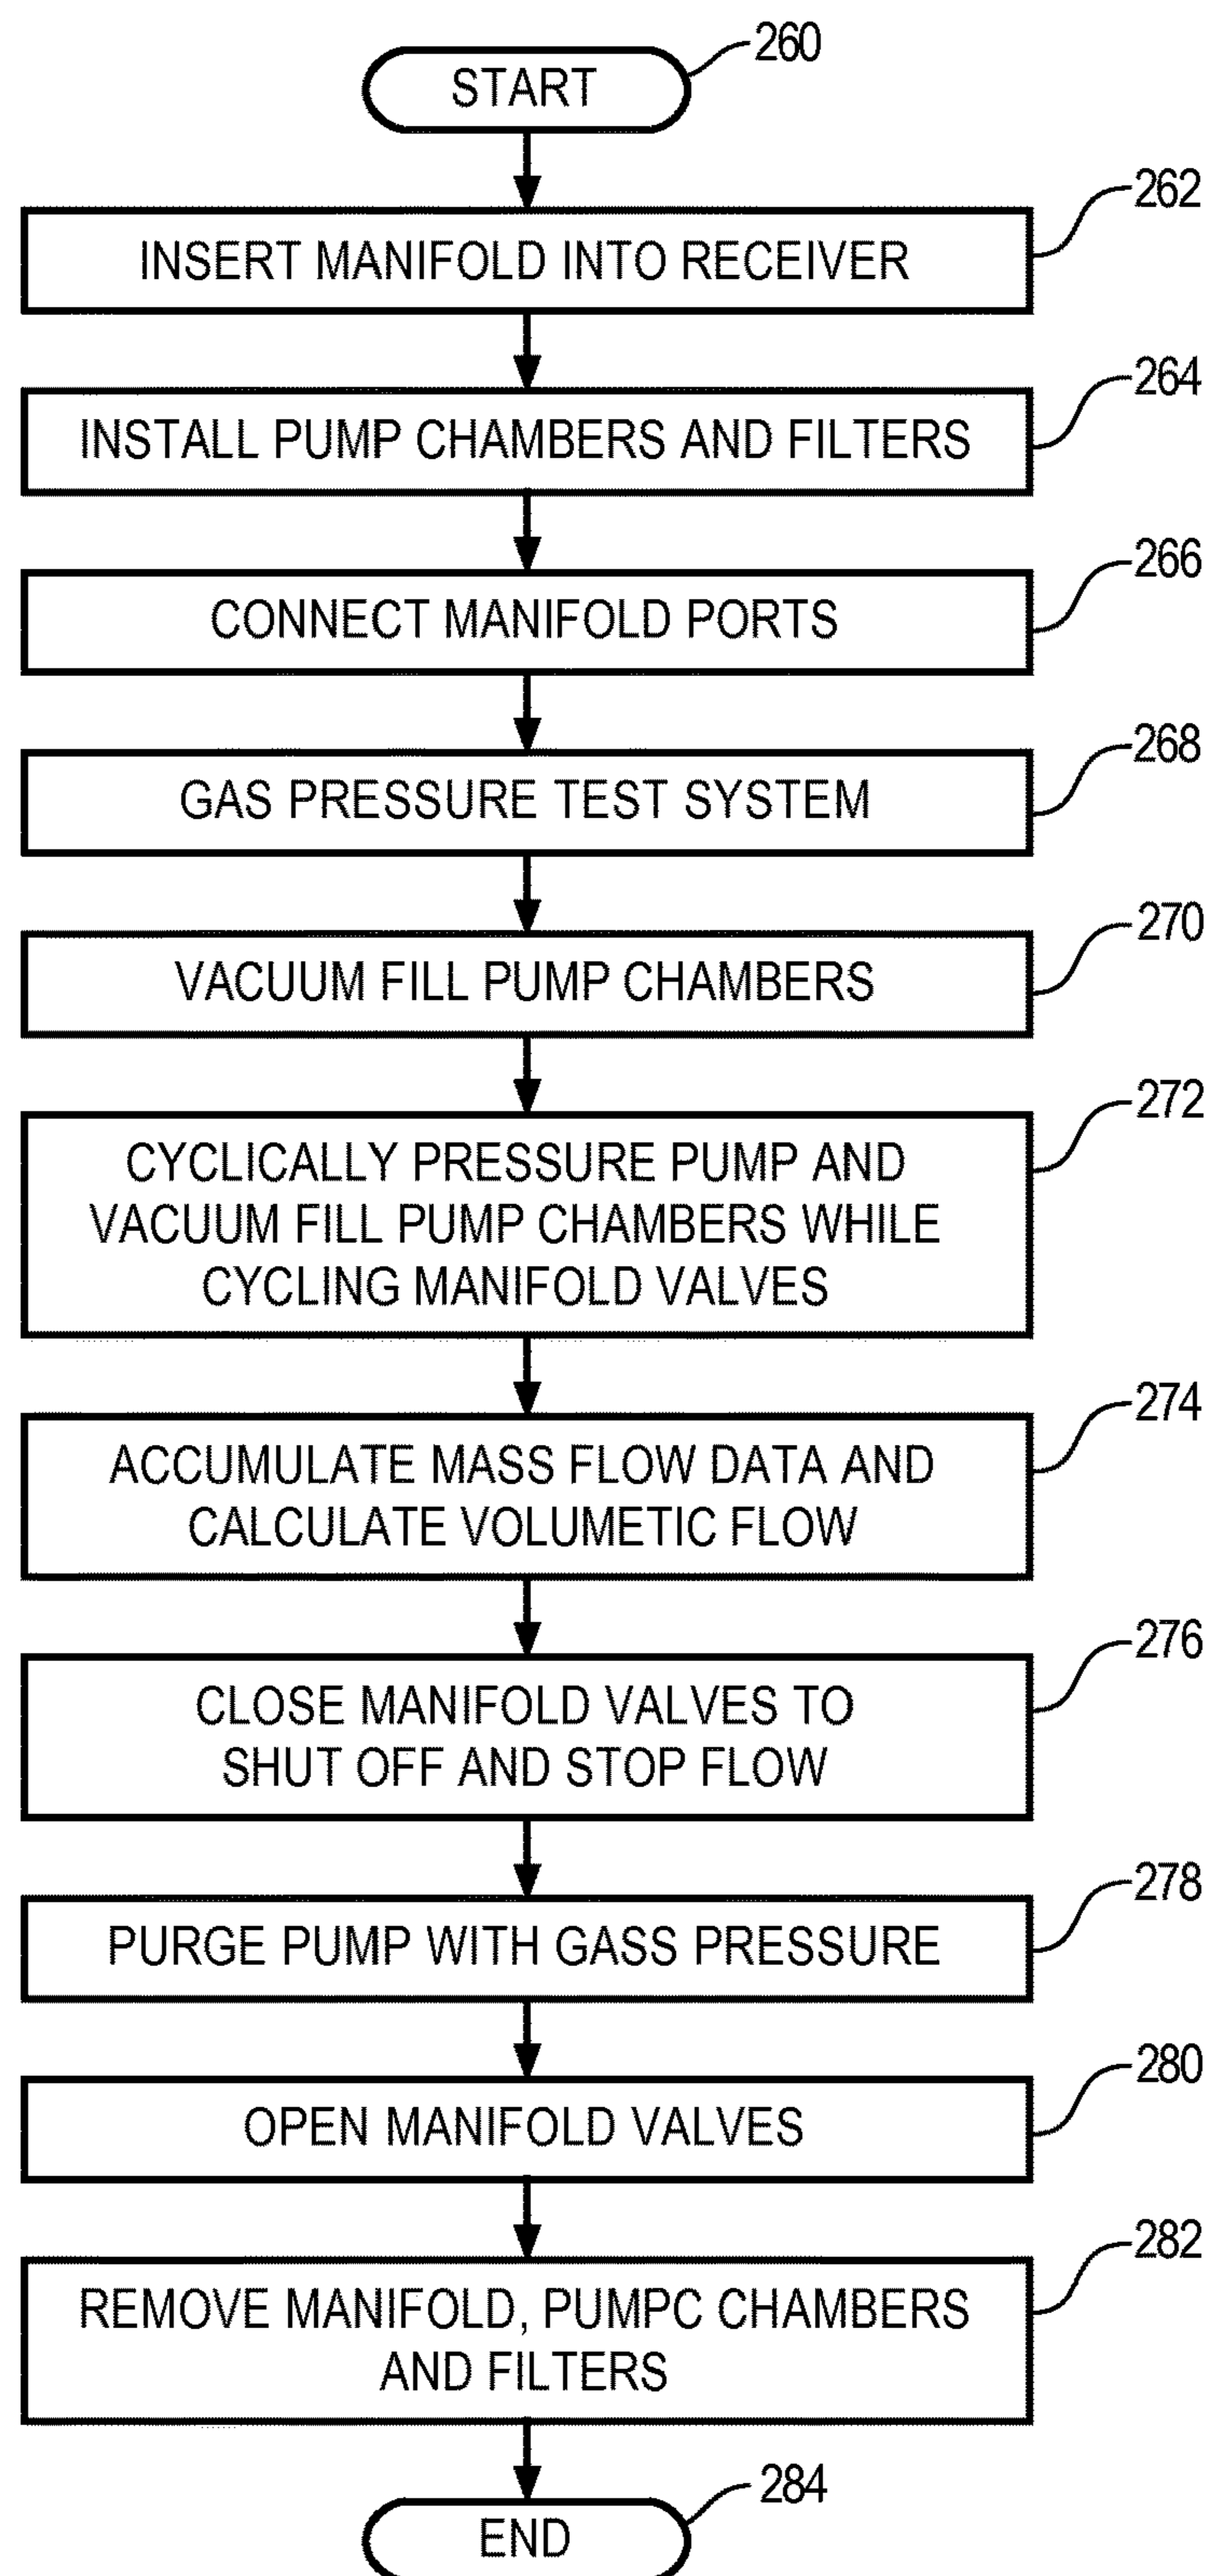 START
260
262
INSERT MANIFOLD INTO RECEIVER
264
INSTALL PUMP CHAMBERS AND FILTERS
266
CONNECT MANIFOLD PORTS
268
GAS PRESSURE TEST SYSTEM
270
VACUUM FILL PUMP CHAMBERS
272
CYCLICALLY PRESSURE PUMP AND
VACUUM FILL PUMP CHAMBERS WHILE
CYCLING MANIFOLD VALVES
274
ACCUMULATE MASS FLOW DATA AND
CALCULATE VOLUMETIC FLOW
276
CLOSE MANIFOLD VALVES TO
SHUT OFF AND STOP FLOW
278
PURGE PUMP WITH GASS PRESSURE
280
OPEN MANIFOLD VALVES
282
REMOVE MANIFOLD, PUMPC CHAMBERS
AND FILTERS
284
END